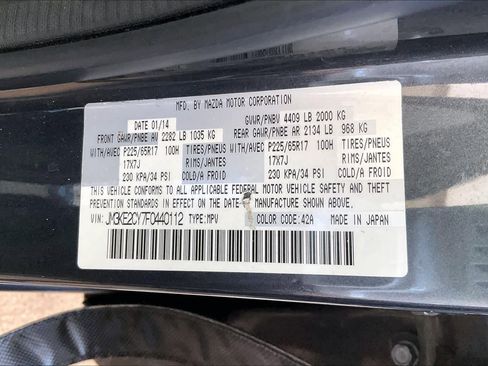 MFD. BY MAZDA MOTOR CORPORATION
DATE 01/14 GVWR/PNBV 4409 LB 2000 KG
FRONT GAWR/PNBE AV 2282 LB 1035 KG REAR GAWR/PNBE AR 2134 LB 968 KG
WITH/AVEC P225/65R17 100H TIRES/PNEUS WITH/AVEC P225/65R17 100H TIRES/PNEUS
17X7J RIMS/JANTES 17X7J RIMS/JANTES
230 KPA/34 PSI COLD/A FROID 230 KPA/34 PSI COLD/A FROID
THIS VEHICLE CONFORMS TO ALL APPLICABLE FEDERAL MOTOR VEHICLE SAFETY AND THEFT
PREVENTION STANDARDS IN EFFECT ON THE DATE OF MANUFACTURE SHOWN ABOVE.
VIN: JM3KE2CY7F0440112 TYPE: MPV COLOR CODE: 42A MADE IN JAPAN